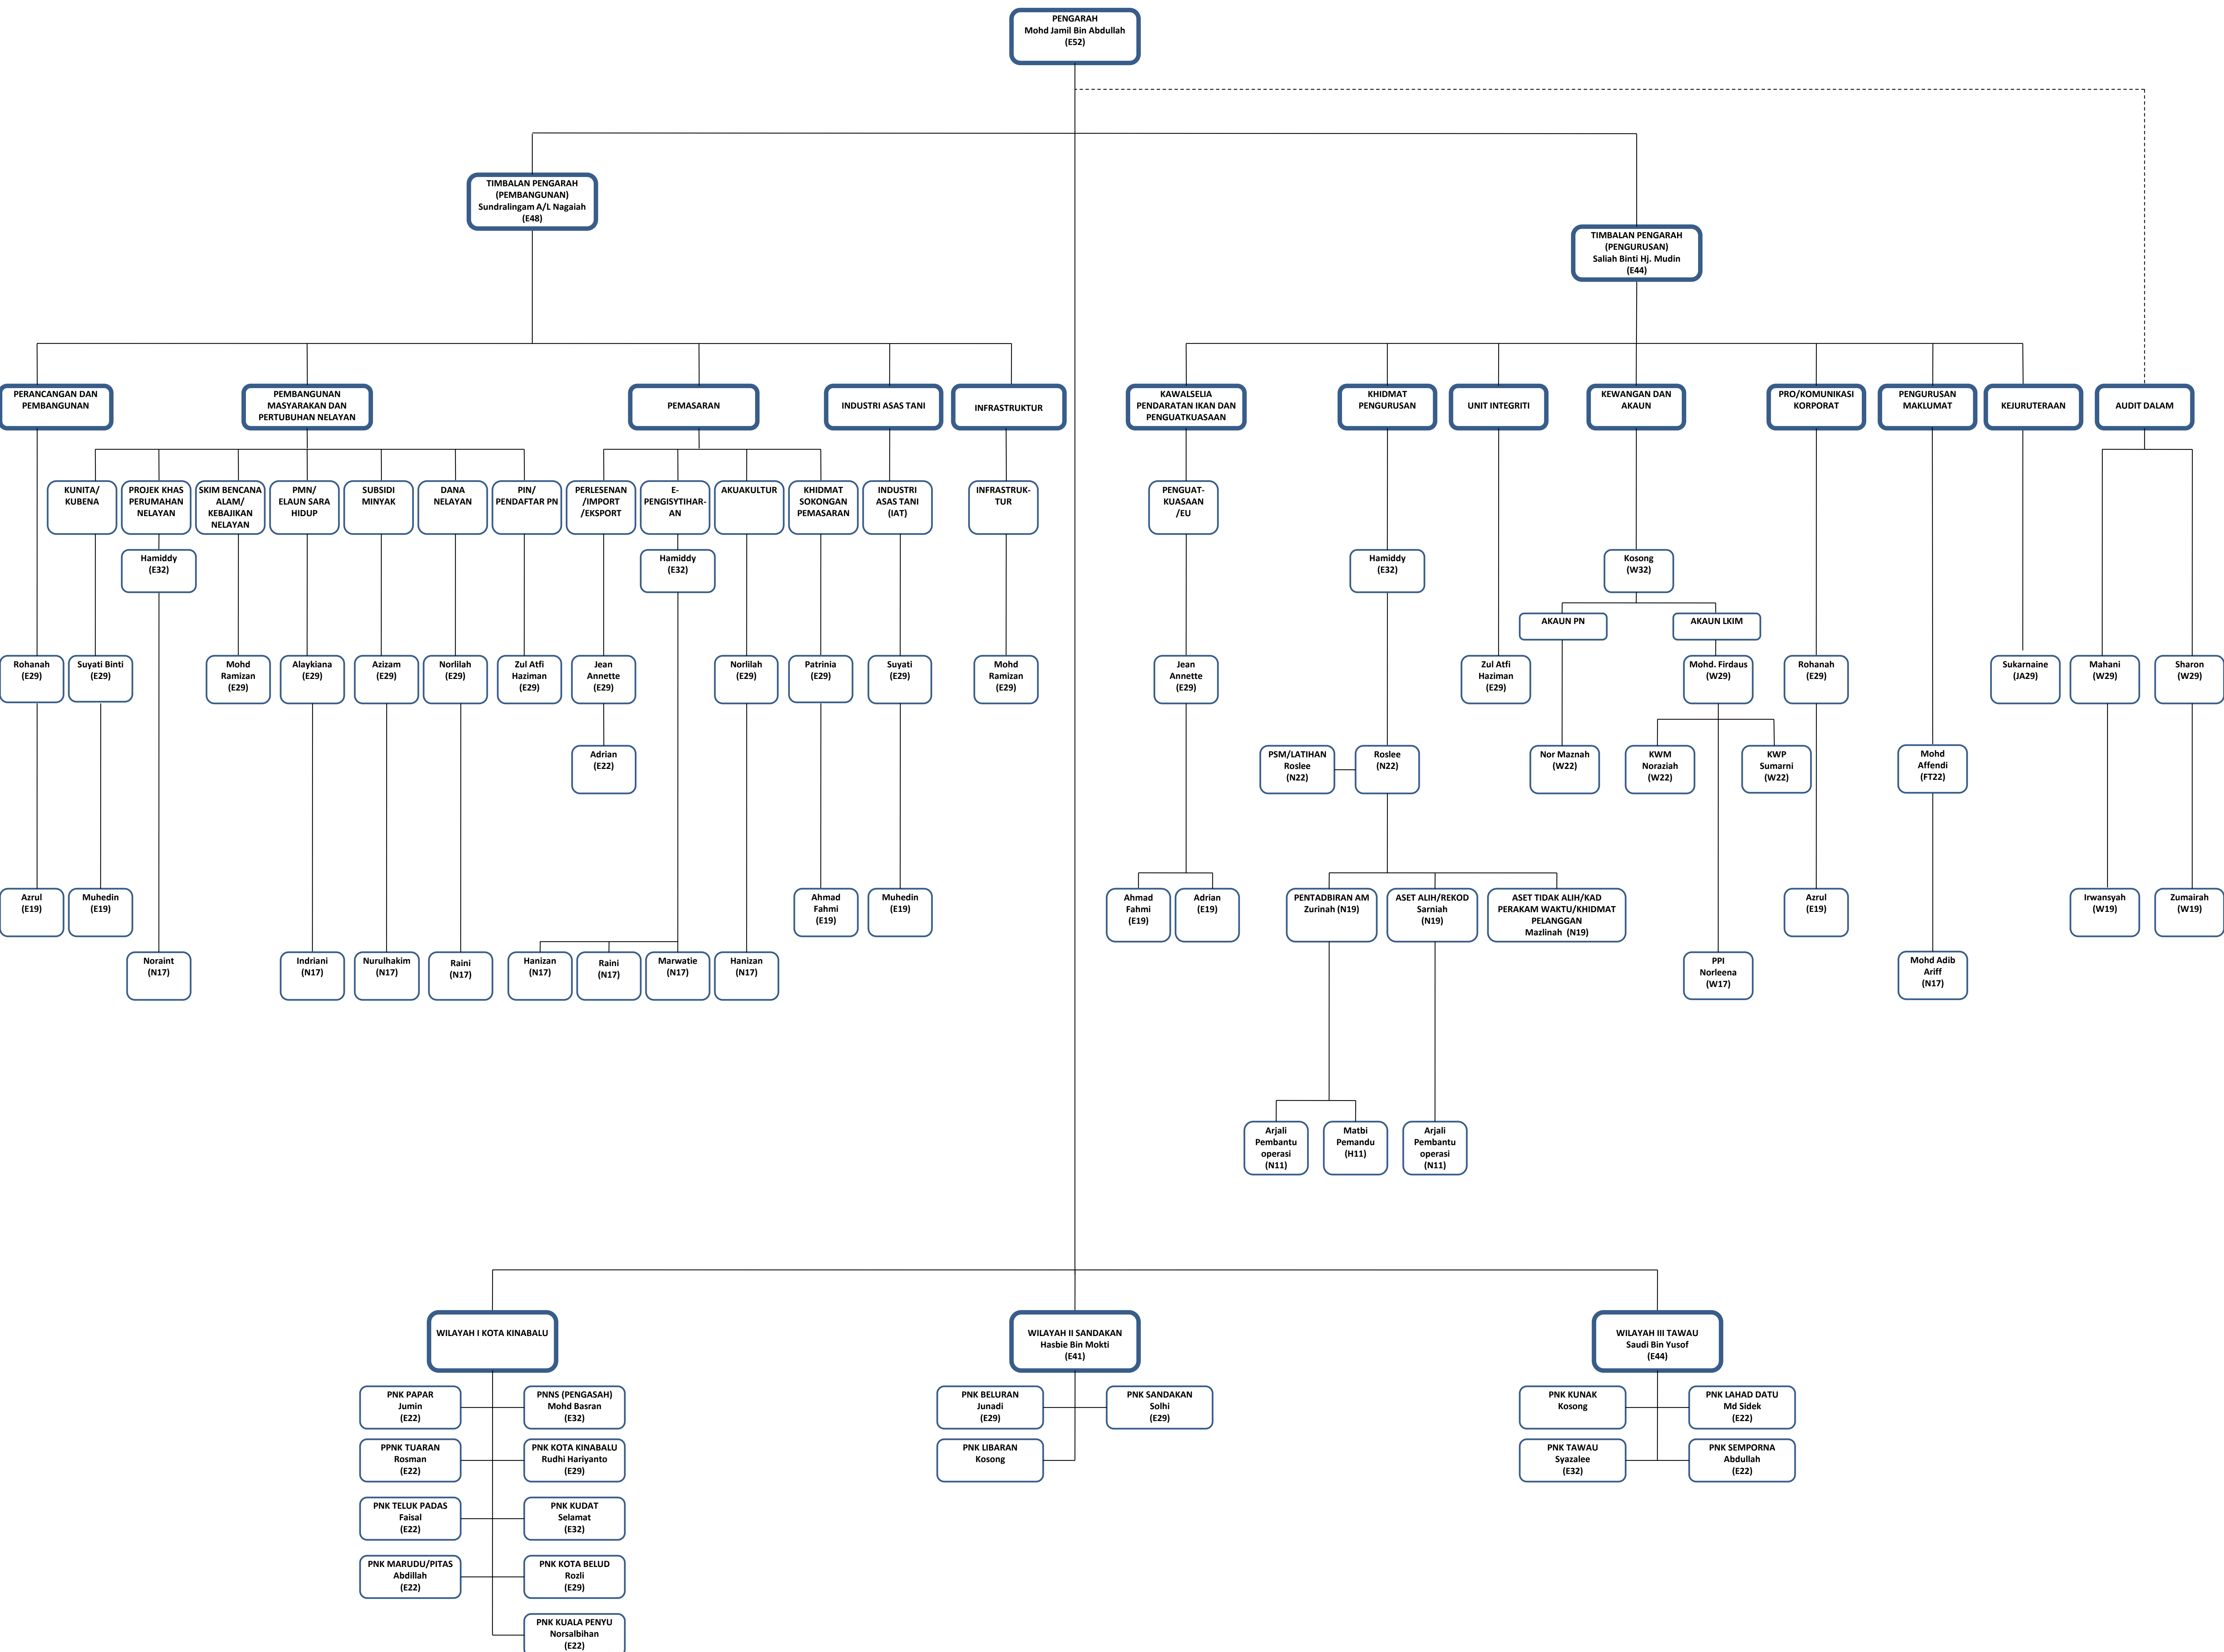 PENGARAH
Mohd Jamil Bin Abdullah
(E52)
TIMBALAN PENGARAH
(PEMBANGUNAN)
Sundralingam A/L Nagaiah
(E48)
TIMBALAN PENGARAH
(PENGURUSAN)
Saliah Binti Hj. Mudin
(E44)
PERANCANGAN DAN
PEMBANGUNAN
PEMBANGUNAN
MASYARAKAN DAN
PERTUBUHAN NELAYAN
PEMASARAN
INDUSTRI ASAS TANI
INFRASTRUKTUR
KAWALSELIA
PENDARATAN IKAN DAN
PENGUATKUASAAN
KHIDMAT
PENGURUSAN
UNIT INTEGRITI
KEWANGAN DAN
AKAUN
PRO/KOMUNIKASI
KORPORAT
PENGURUSAN
MAKLUMAT
KEJURUTERAAN
AUDIT DALAM
KUNITA/
KUBENA
PROJEK KHAS
PERUMAHAN
NELAYAN
SKIM BENCANA
ALAM/
KEBAJIKAN
NELAYAN
PMN/
ELAUN SARA
HIDUP
SUBSIDI
MINYAK
DANA
NELAYAN
PIN/
PENDAFTAR PN
PERLESENAN
/IMPORT
/EKSPORT
E-
PENGISYTIHAR-
AN
AKUAKULTUR
KHIDMAT
SOKONGAN
PEMASARAN
INDUSTRI
ASAS TANI
(IAT)
INFRASTRUK-
TUR
PENGUAT-
KUASAAN
/EU
Hamiddy
(E32)
Hamiddy
(E32)
Hamiddy
(E32)
Kosong
(W32)
AKAUN PN
AKAUN LKIM
Rohanah
(E29)
Suyati Binti
(E29)
Mohd
Ramizan
(E29)
Alaykiana
(E29)
Azizam
(E29)
Norlilah
(E29)
Zul Atfi
Haziman
(E29)
Jean
Annette
(E29)
Norlilah
(E29)
Patrinia
(E29)
Suyati
(E29)
Mohd
Ramizan
(E29)
Jean
Annette
(E29)
Zul Atfi
Haziman
(E29)
Mohd. Firdaus
(W29)
Rohanah
(E29)
Sukarnaine
(JA29)
Mahani
(W29)
Sharon
(W29)
Adrian
(E22)
PSM/LATIHAN
Roslee
(N22)
Roslee
(N22)
Nor Maznah
(W22)
KWM
Noraziah
(W22)
KWP
Sumarni
(W22)
Mohd
Affendi
(FT22)
Azrul
(E19)
Muhedin
(E19)
Ahmad
Fahmi
(E19)
Muhedin
(E19)
Ahmad
Fahmi
(E19)
Adrian
(E19)
PENTADBIRAN AM
Zurinah (N19)
ASET ALIH/REKOD
Sarniah
(N19)
ASET TIDAK ALIH/KAD
PERAKAM WAKTU/KHIDMAT
PELANGGAN
Mazlinah (N19)
Azrul
(E19)
Irwansyah
(W19)
Zumairah
(W19)
Noraint
(N17)
Indriani
(N17)
Nurulhakim
(N17)
Raini
(N17)
Hanizan
(N17)
Raini
(N17)
Marwatie
(N17)
Hanizan
(N17)
PPI
Norleena
(W17)
Mohd Adib
Ariff
(N17)
Arjali
Pembantu
operasi
(N11)
Matbi
Pemandu
(H11)
Arjali
Pembantu
operasi
(N11)
WILAYAH I KOTA KINABALU
WILAYAH II SANDAKAN
Hasbie Bin Mokti
(E41)
WILAYAH III TAWAU
Saudi Bin Yusof
(E44)
PNK PAPAR
Jumin
(E22)
PNNS (PENGASAH)
Mohd Basran
(E32)
PPNK TUARAN
Rosman
(E22)
PNK KOTA KINABALU
Rudhi Hariyanto
(E29)
PNK TELUK PADAS
Faisal
(E22)
PNK KUDAT
Selamat
(E32)
PNK MARUDU/PITAS
Abdillah
(E22)
PNK KOTA BELUD
Rozli
(E29)
PNK KUALA PENYU
Norsalbihan
(E22)
PNK BELURAN
Junadi
(E29)
PNK SANDAKAN
Solhi
(E29)
PNK LIBARAN
Kosong
PNK KUNAK
Kosong
PNK LAHAD DATU
Md Sidek
(E22)
PNK TAWAU
Syazalee
(E32)
PNK SEMPORNA
Abdullah
(E22)